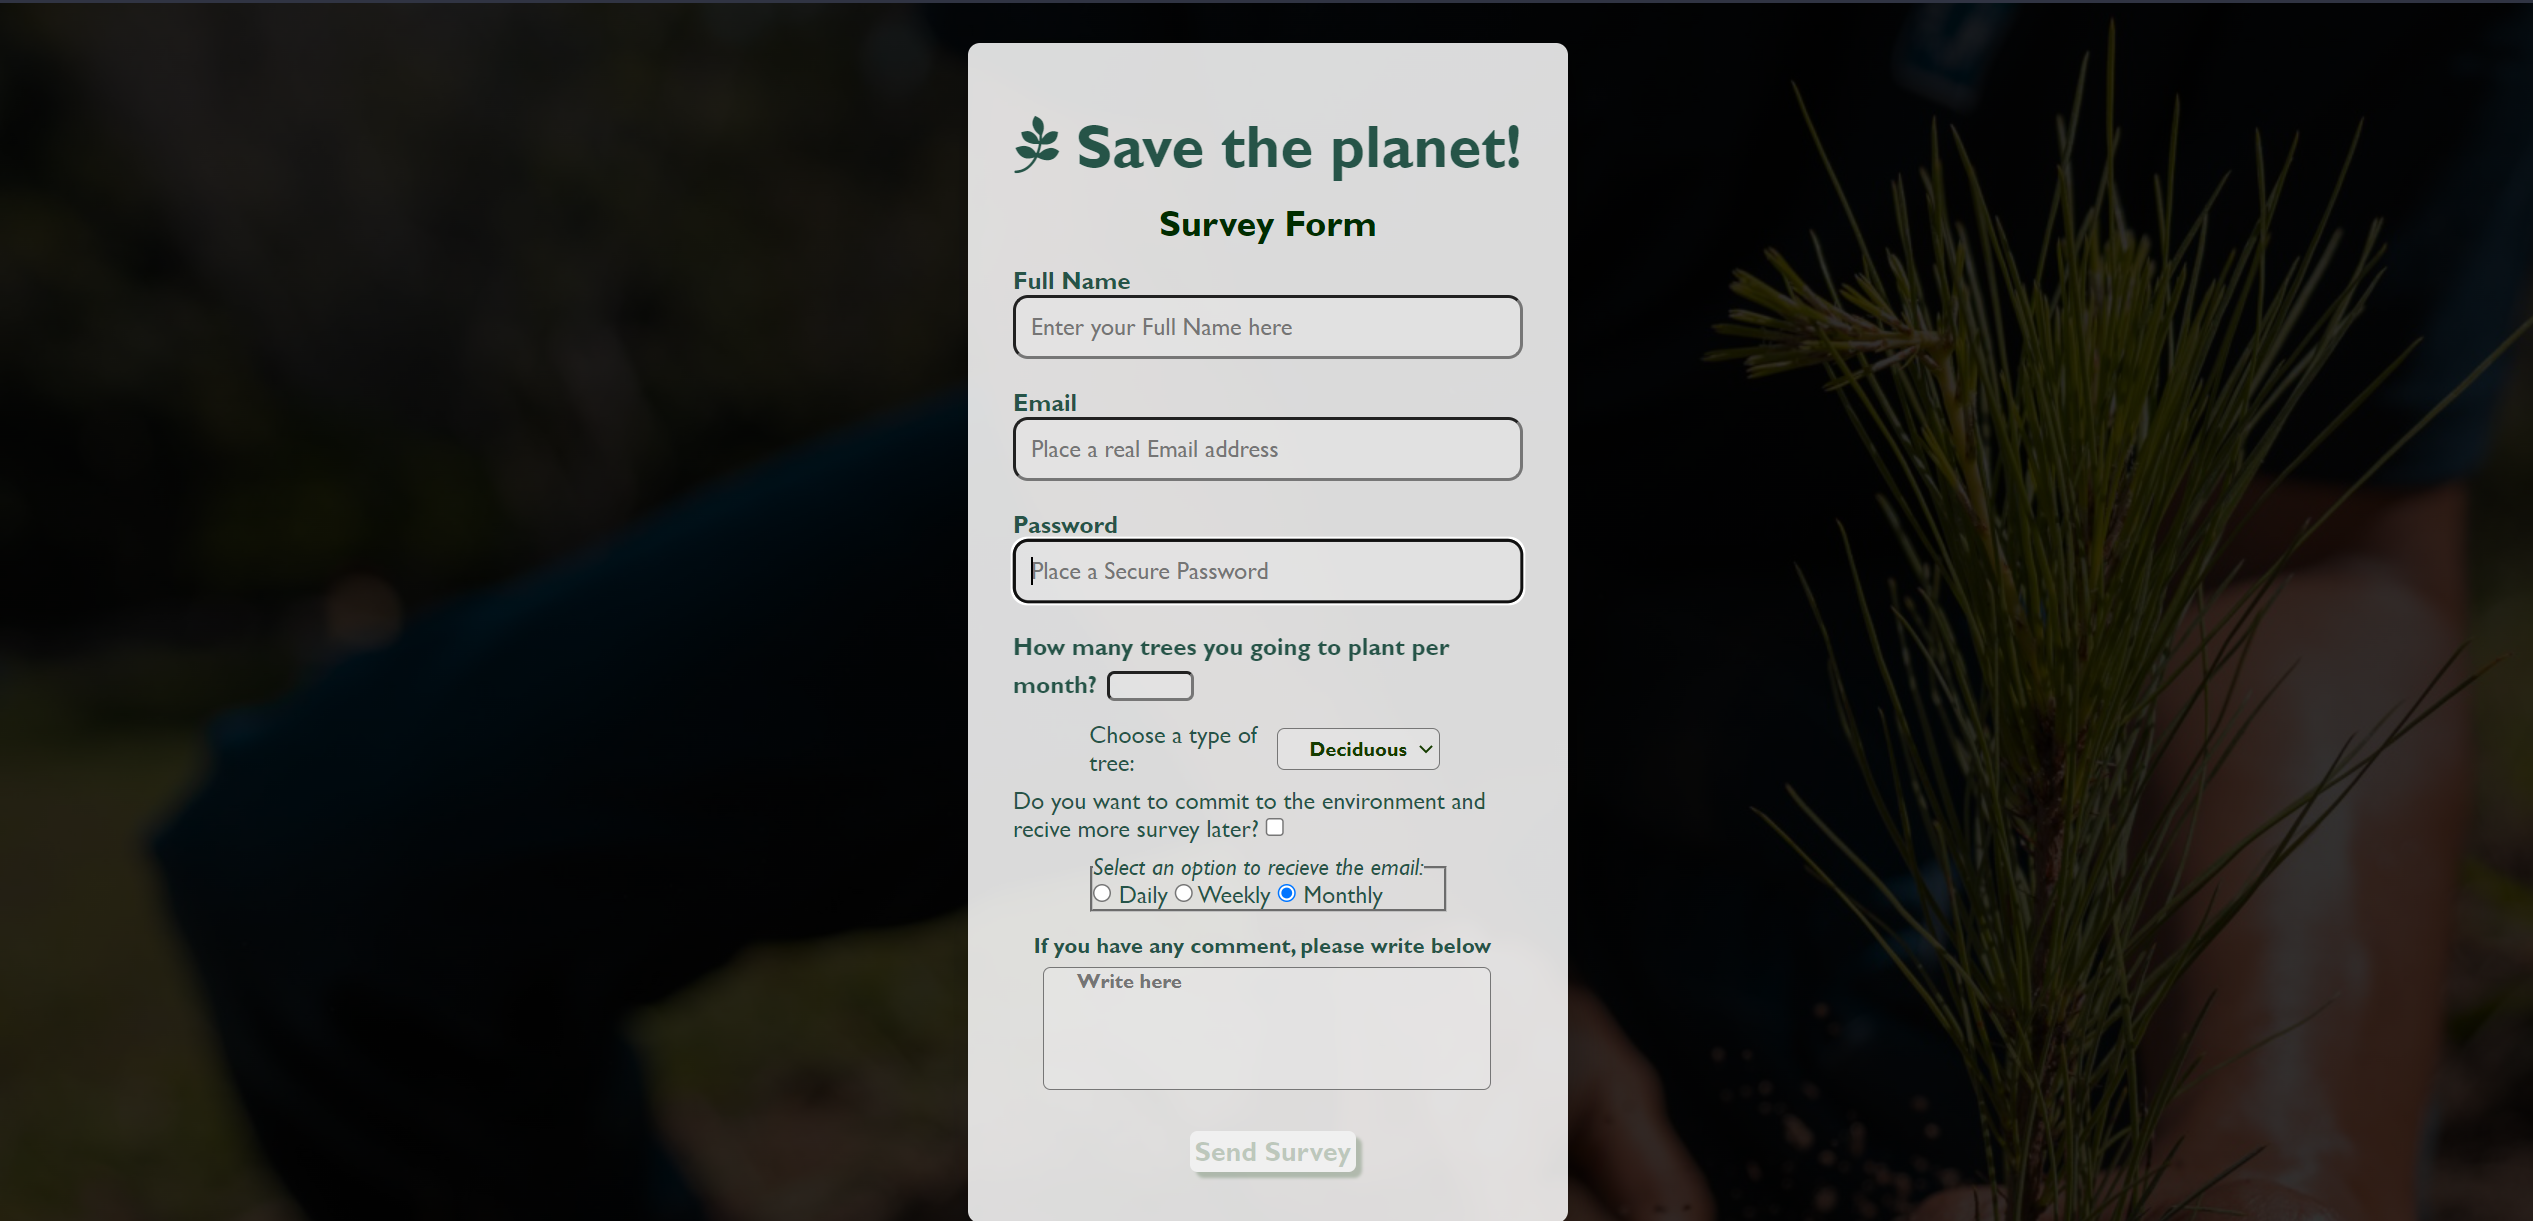 Save the planet!
Survey Form
Full Name
Enter your Full Name here
Email
Place a real Email address
Password
Place a Secure Password
How many trees you going to plant per
month?
Choose a type of
tree:
Deciduous
Do you want to commit to the environment and
recive more survey later?
Select an option to recieve the email:
Daily Weekly Monthly
If you have any comment, please write below
Write here
Send Survey